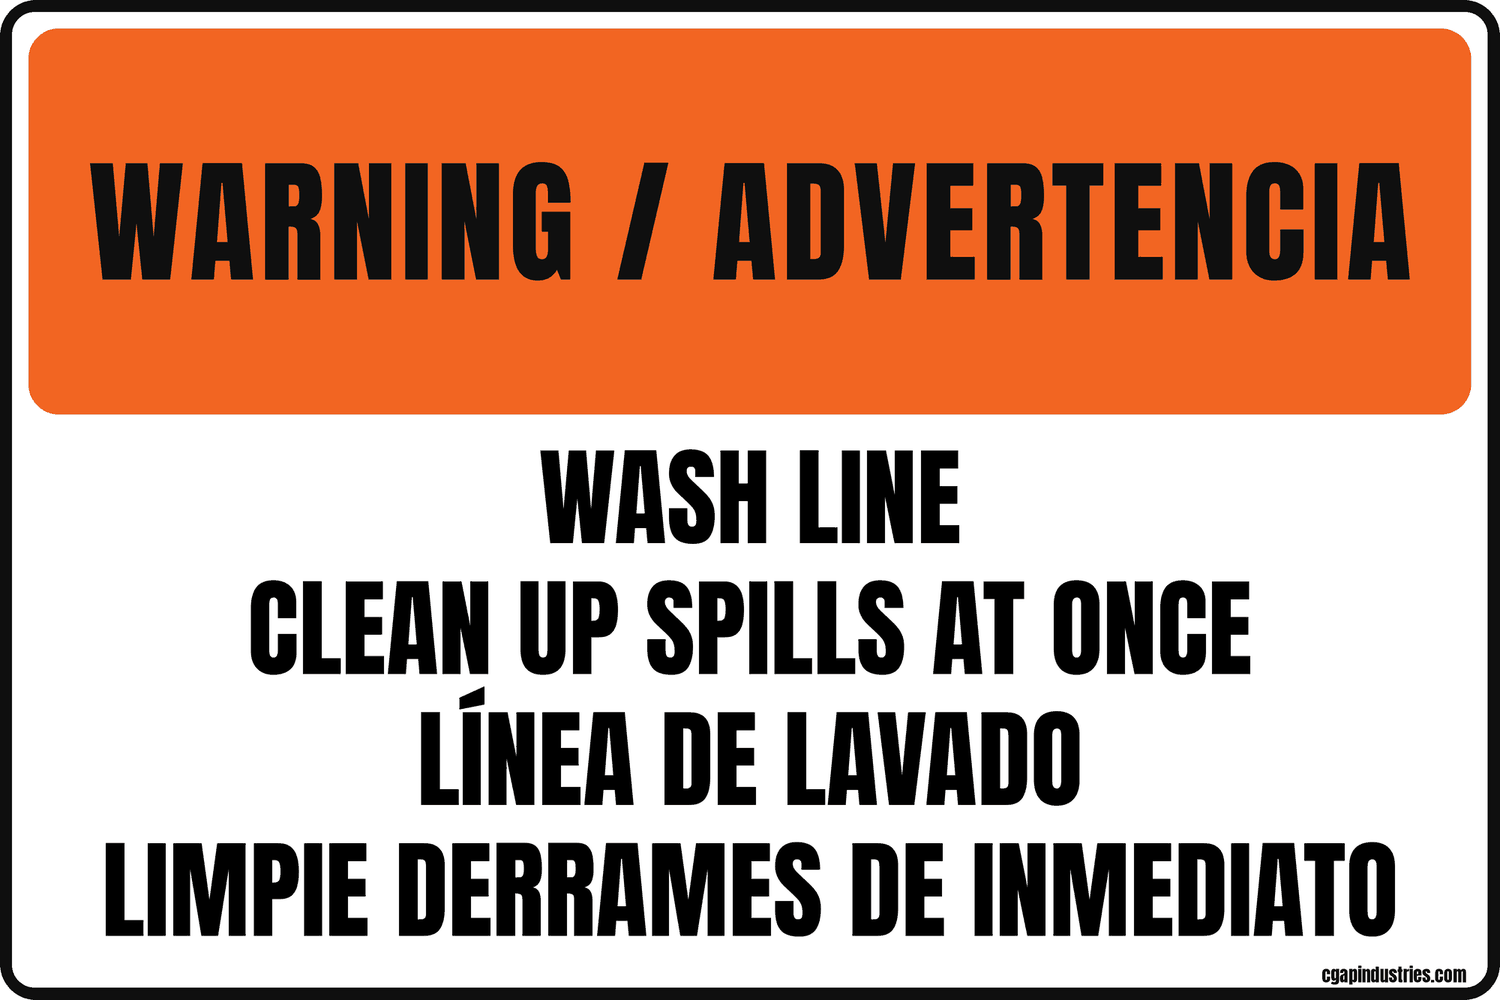 WARNING / ADVERTENCIA
WASH LINE
CLEAN UP SPILLS AT ONCE
LÍNEA DE LAVADO
LIMPIE DERRAMES DE INMEDIATO
cgapindustries.com